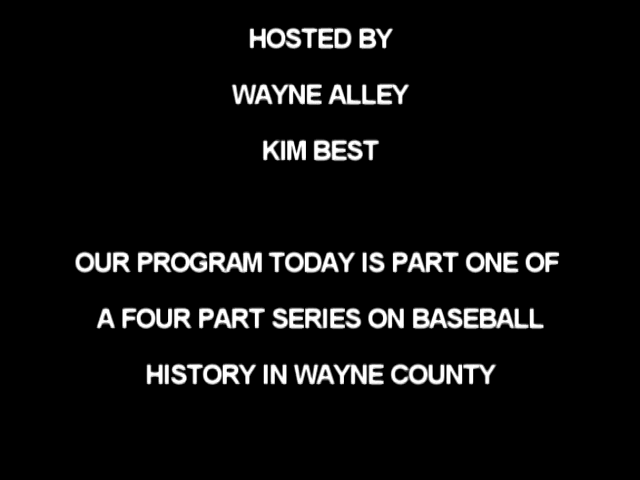 HOSTED BY
WAYNE ALLEY
KIM BEST
OUR PROGRAM TODAY IS PART ONE OF
A FOUR PART SERIES ON BASEBALL
HISTORY IN WAYNE COUNTY